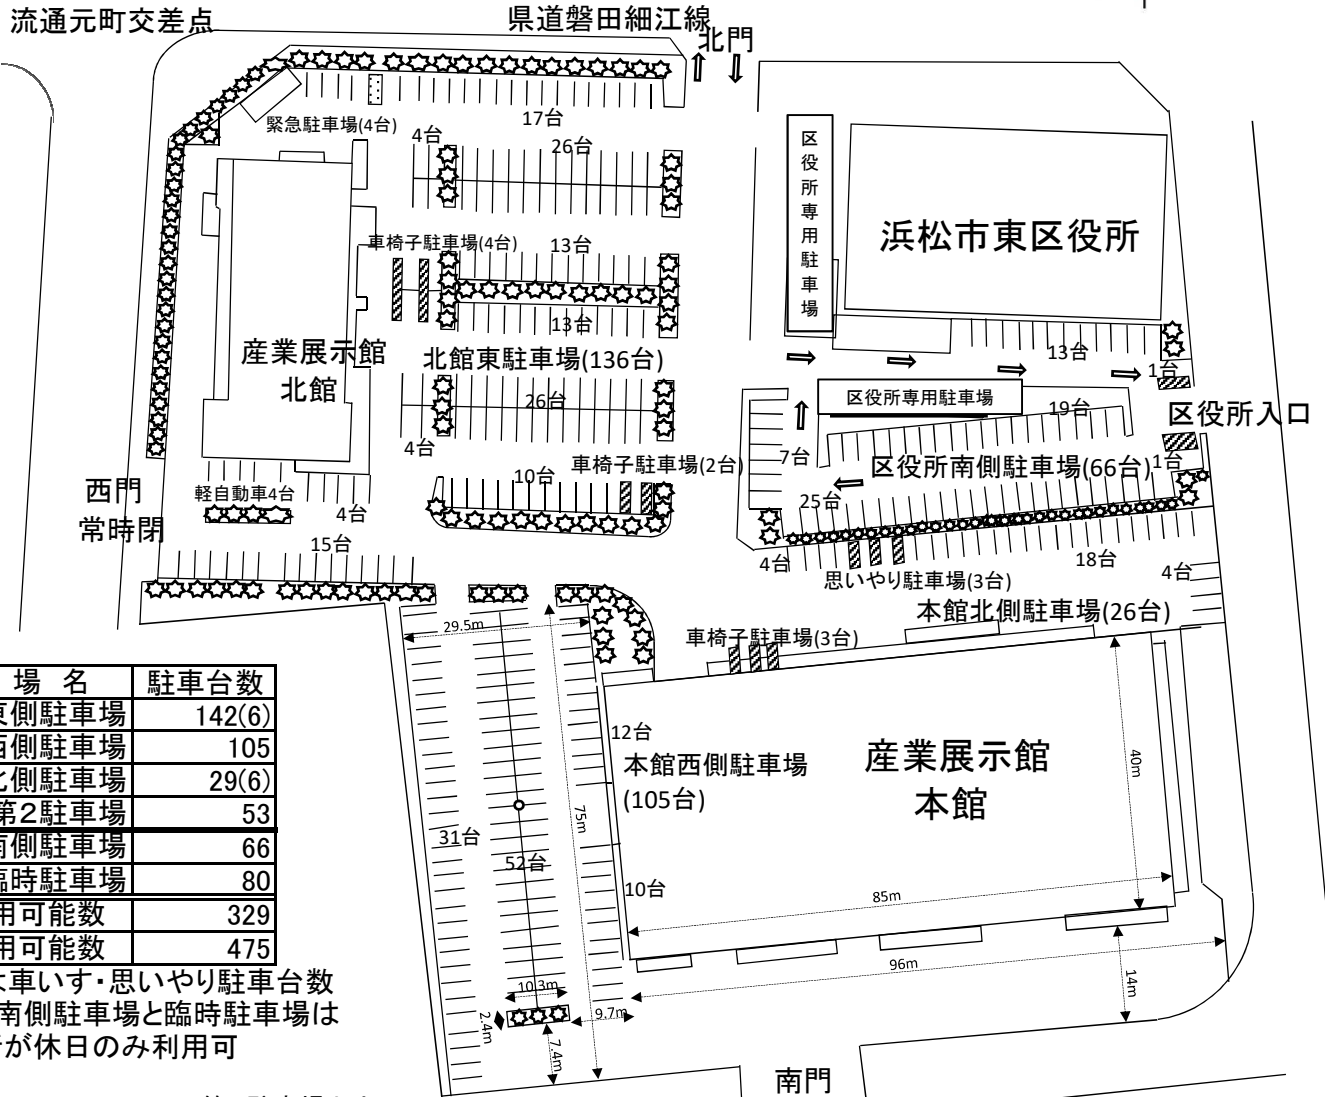 流通元町交差点
県道磐田細江線
北門
17台
緊急駐車場(4台)
4台
26台
区役所専用駐車場
浜松市東区役所
車椅子駐車場(4台)
13台
13台
産業展示館
北館
北館東駐車場(136台)
13台
1台
26台
区役所専用駐車場
19台
区役所入口
4台
7台
10台
車椅子駐車場(2台)
区役所南側駐車場(66台)
1台
西門
常時閉
軽自動車4台
4台
25台
15台
4台
18台
4台
思いやり駐車場(3台)
本館北側駐車場(26台)
29.5m
車椅子駐車場(3台)
場 名 駐車台数
東側駐車場 142(6)
西側駐車場 105
北側駐車場 29(6)
第2駐車場 53
南側駐車場 66
臨時駐車場 80
用可能数 329
用可能数 475
は車いす・思いやり駐車台数
南側駐車場と臨時駐車場は
が休日のみ利用可
12台
本館西側駐車場
(105台)
産業展示館
本館
40m
75m
31台
52台
10台
85m
96m
14m
10.3m
2.4m
9.7m
7.4m
南門